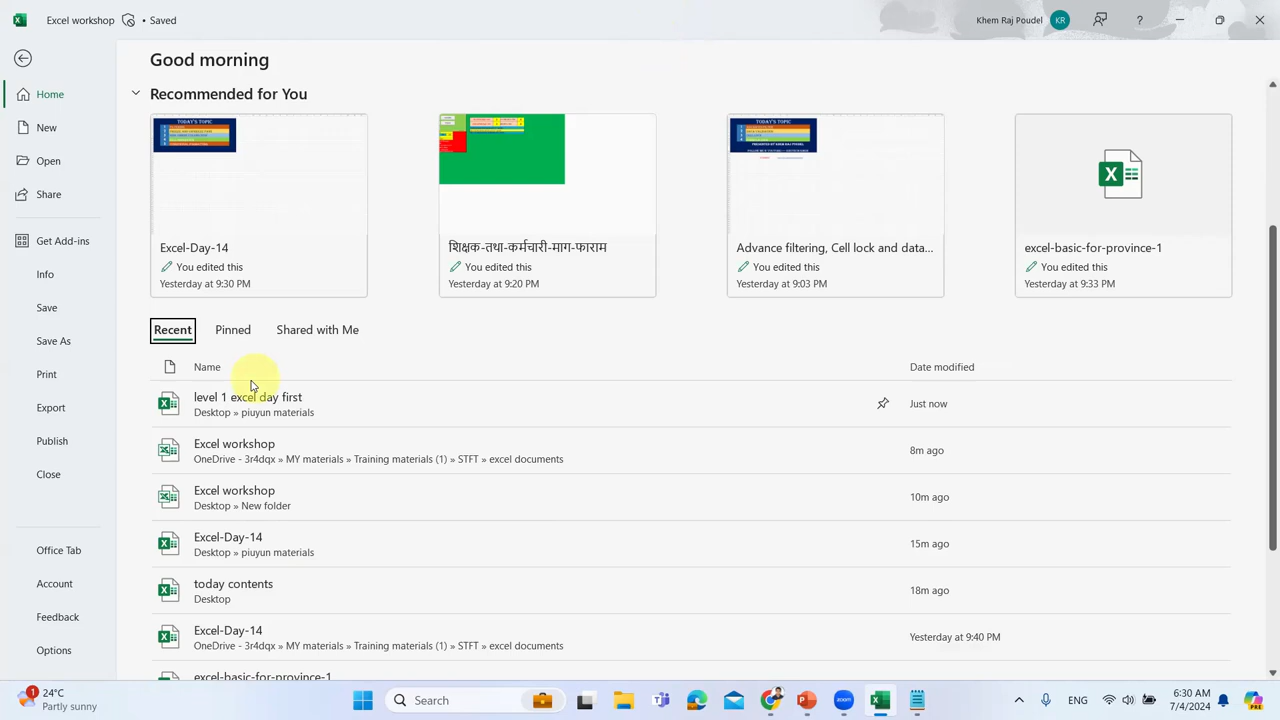 Excel workshop • Saved
Khem Raj Poudel KR ?
Good morning
Home
New
Open
Share
Get Add-ins
Info
Save
Save As
Print
Export
Publish
Close
Office Tab
Account
Feedback
Options
Recommended for You
TODAY'S TOPIC
Excel-Day-14
You edited this
Yesterday at 9:30 PM
शिक्षक-तथा-कर्मचारी-माग-फाराम
You edited this
Yesterday at 9:20 PM
TODAY'S TOPIC
Advance filtering, Cell lock and data...
You edited this
Yesterday at 9:03 PM
excel-basic-for-province-1
You edited this
Yesterday at 9:33 PM
Recent Pinned Shared with Me
Name Date modified
level 1 excel day first
Desktop » piuyun materials
Just now
Excel workshop
OneDrive - 3r4dqx » MY materials » Training materials (1) » STFT » excel documents
8m ago
Excel workshop
Desktop » New folder
10m ago
Excel-Day-14
Desktop » piuyun materials
15m ago
today contents
Desktop
18m ago
Excel-Day-14
OneDrive - 3r4dqx » MY materials » Training materials (1) » STFT » excel documents
Yesterday at 9:40 PM
excel-basic-for-province-1
1
24°C
Partly sunny
Search
zoom
ENG
6:30 AM
7/4/2024